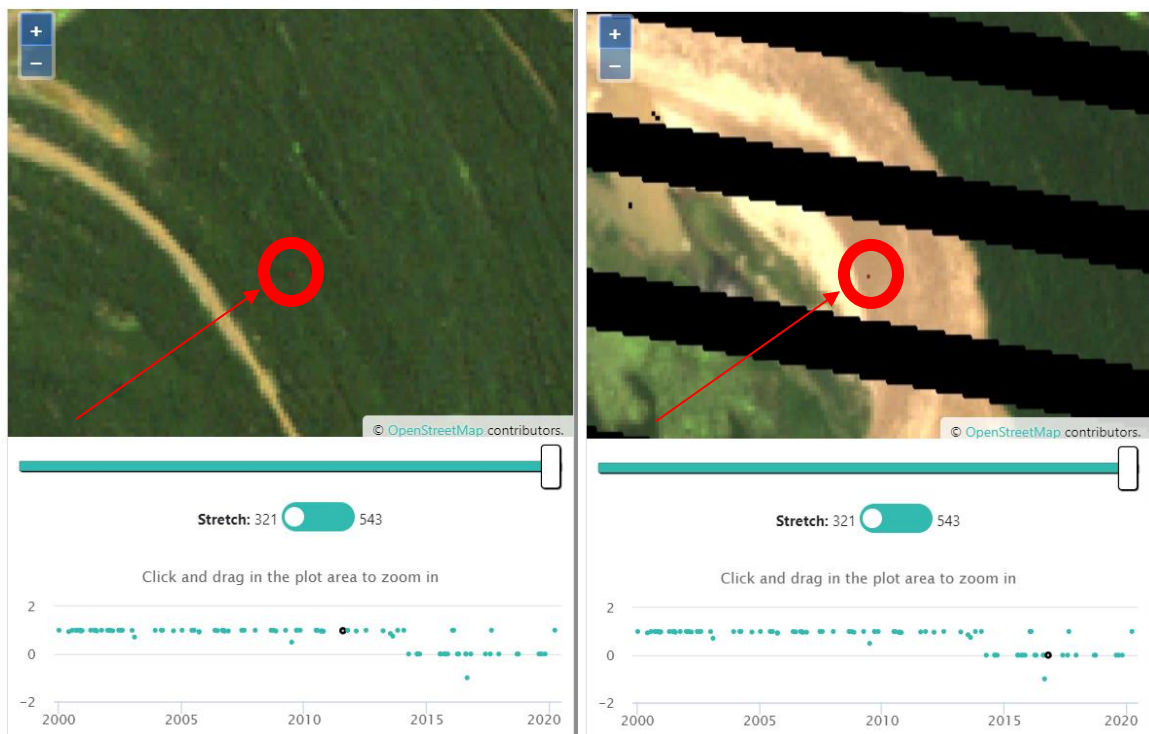 +
−
© OpenStreetMap contributors.
Stretch: 321 543
Click and drag in the plot area to zoom in
2
0
−2
2000 2005 2010 2015 2020
+
−
© OpenStreetMap contributors.
Stretch: 321 543
Click and drag in the plot area to zoom in
2
0
−2
2000 2005 2010 2015 2020